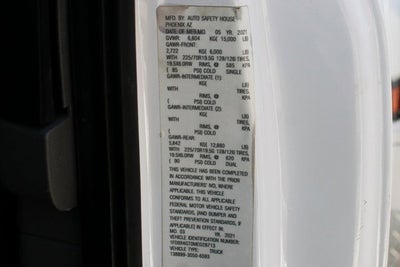 MFD. BY: AUTO SAFETY HOUSE
PHOENIX AZ
DATE OF MFR: MO 05 YR. 2021
GVWR: 6,804 KG( 15,000 LB)
GAWR-FRONT:
2,722 KG( 6,000 LB)
WITH 225/70R19.5G 128/126 TIRES,
19.5X6.0RW RIMS, @ 585 KPA
( 85 PSI) COLD SINGLE
GAWR-INTERMEDIATE (1)
KG( LB)
WITH TIRES,
RIMS, @ KPA
( PSI) COLD
GAWR-INTERMEDIATE (2)
KG( LB)
WITH TIRES,
RIMS, @ KPA
( PSI) COLD
GAWR-REAR:
5,842 KG( 12,880 LB)
WITH 225/70R19.5G 128/126 TIRES,
19.5X6.0RW RIMS, @ 620 KPA
( 90 PSI) COLD DUAL
THIS VEHICLE HAS BEEN COMPLETED
IN ACCORDANCE WITH THE PRIOR
MANUFACTURERS' IVD, WHERE
APPLICABLE. THIS VEHICLE
CONFORMS TO ALL APPLICABLE
FEDERAL MOTOR VEHICLE SAFETY
STANDARDS, [AND BUMPER AND
THEFT PREVENTION STANDARDS,
IF APPLICABLE] IN EFFECT IN:
MO. 03 YR. 2021
VEHICLE IDENTIFICATION NUMBER:
VEHICLE TYPE: TRUCK